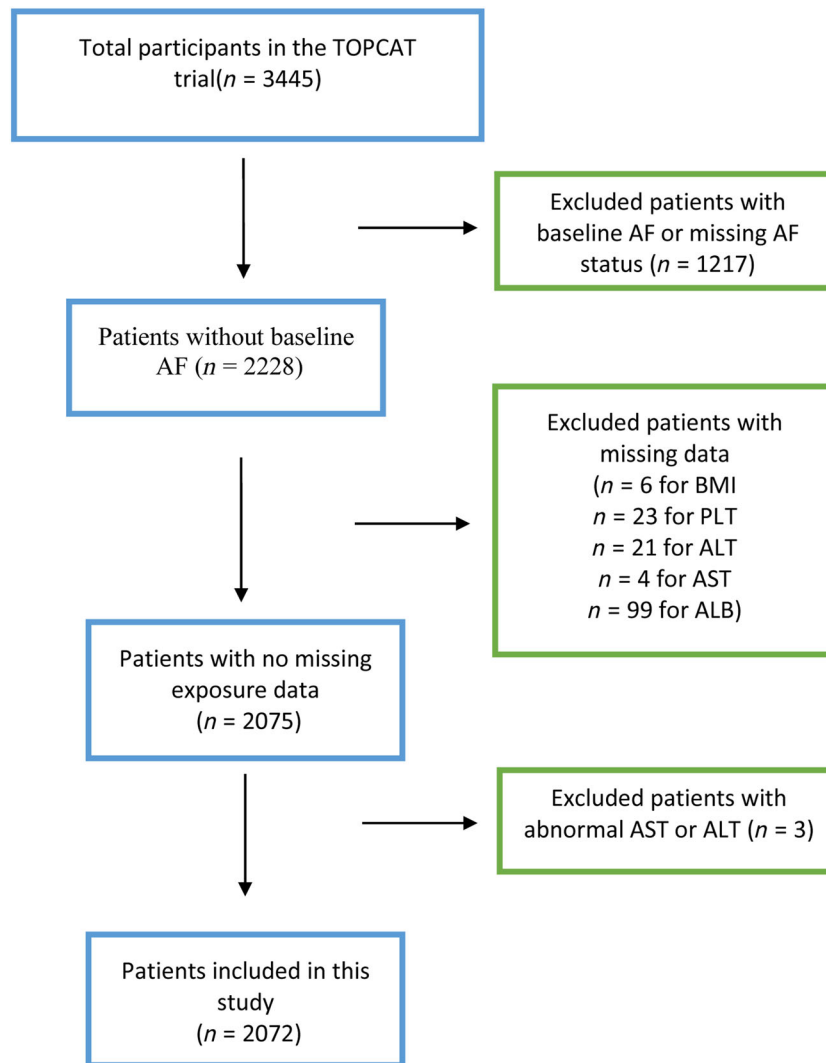 Total participants in the TOPCAT
trial(n = 3445)
Excluded patients with
baseline AF or missing AF
status (n = 1217)
Patients without baseline
AF (n = 2228)
Excluded patients with
missing data
(n = 6 for BMI
n = 23 for PLT
n = 21 for ALT
n = 4 for AST
n = 99 for ALB)
Patients with no missing
exposure data
(n = 2075)
Excluded patients with
abnormal AST or ALT (n = 3)
Patients included in this
study
(n = 2072)